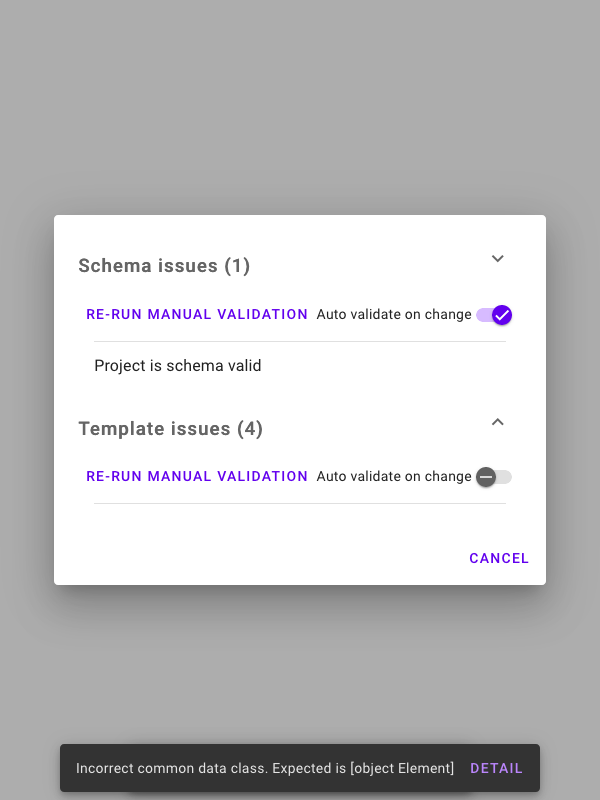 Schema issues (1)
RE-RUN MANUAL VALIDATION Auto validate on change
Project is schema valid
Template issues (4)
RE-RUN MANUAL VALIDATION Auto validate on change
CANCEL
Incorrect common data class. Expected is [object Element] DETAIL